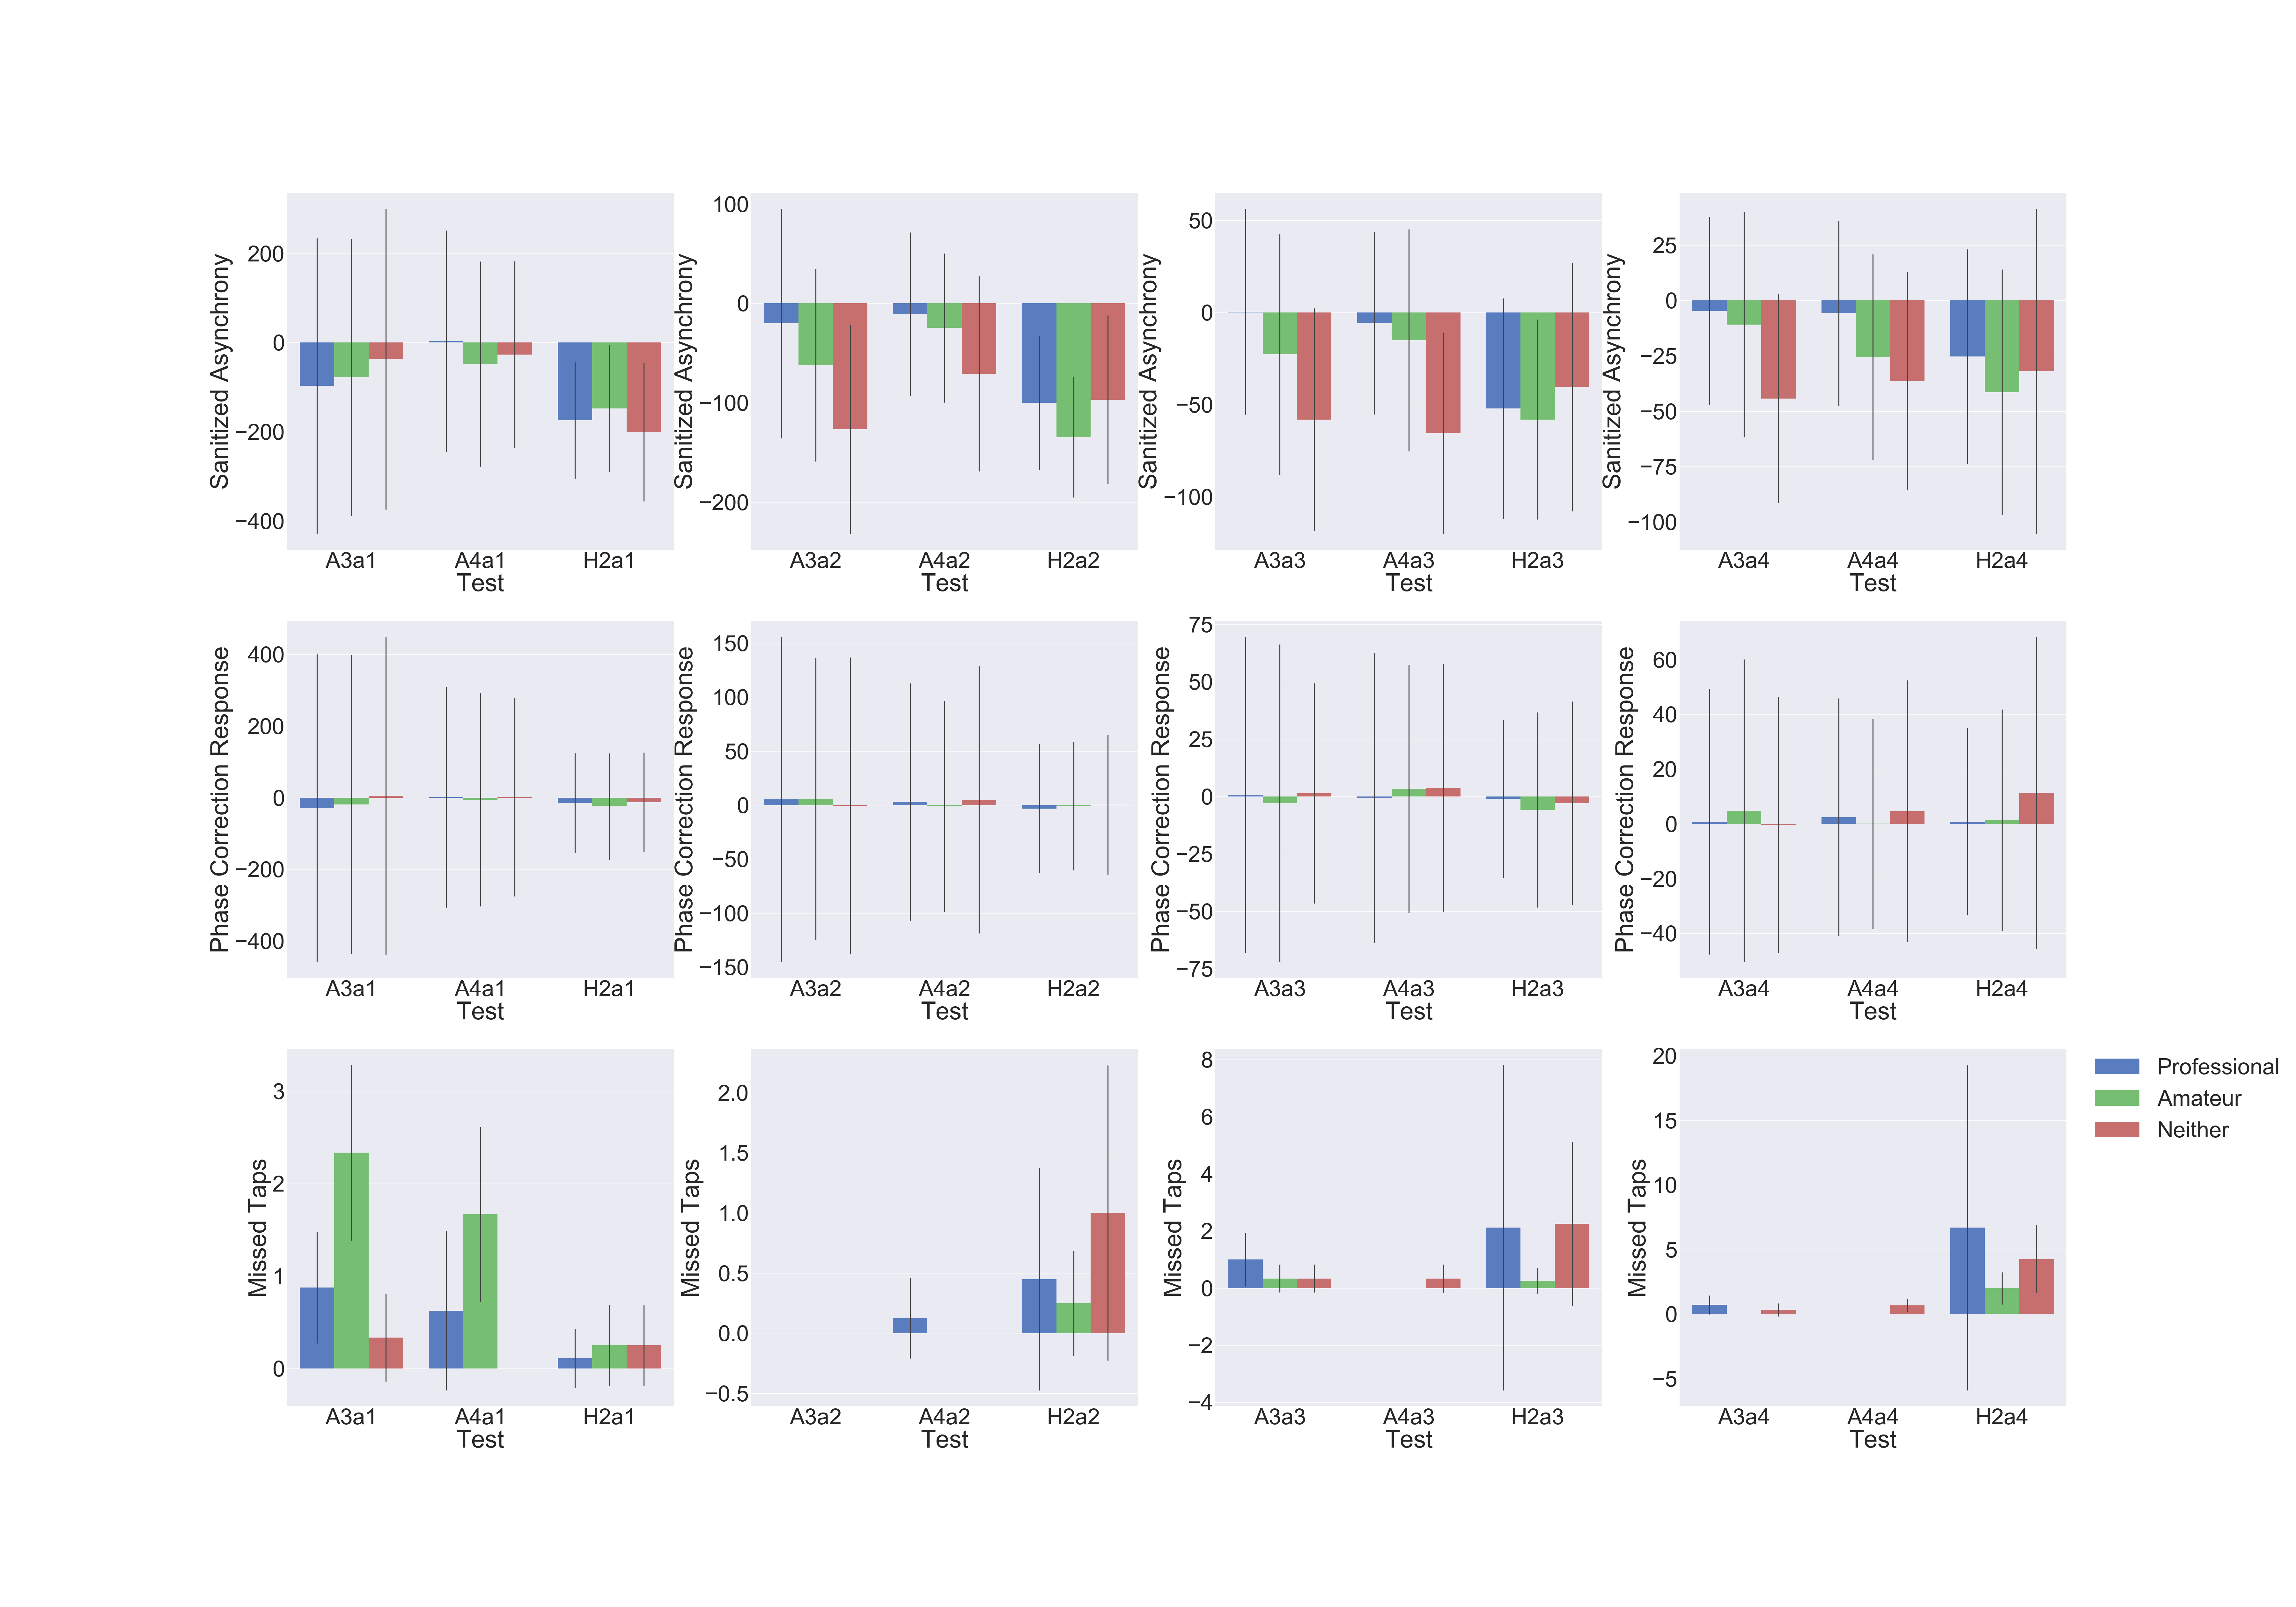 Sanitized Asynchrony
200
0
−200
−400
A3a1 A4a1 H2a1
Test
Sanitized Asynchrony
100
0
−100
−200
A3a2 A4a2 H2a2
Test
Sanitized Asynchrony
50
0
−50
−100
A3a3 A4a3 H2a3
Test
Sanitized Asynchrony
25
0
−25
−50
−75
−100
A3a4 A4a4 H2a4
Test
Phase Correction Response
400
200
0
−200
−400
A3a1 A4a1 H2a1
Test
Phase Correction Response
150
100
50
0
−50
−100
−150
A3a2 A4a2 H2a2
Test
Phase Correction Response
75
50
25
0
−25
−50
−75
A3a3 A4a3 H2a3
Test
Phase Correction Response
60
40
20
0
−20
−40
A3a4 A4a4 H2a4
Test
Missed Taps
3
2
1
0
A3a1 A4a1 H2a1
Test
Missed Taps
2.0
1.5
1.0
0.5
0.0
−0.5
A3a2 A4a2 H2a2
Test
Missed Taps
8
6
4
2
0
−2
−4
A3a3 A4a3 H2a3
Test
Missed Taps
20
15
10
5
0
−5
A3a4 A4a4 H2a4
Test
Professional
Amateur
Neither